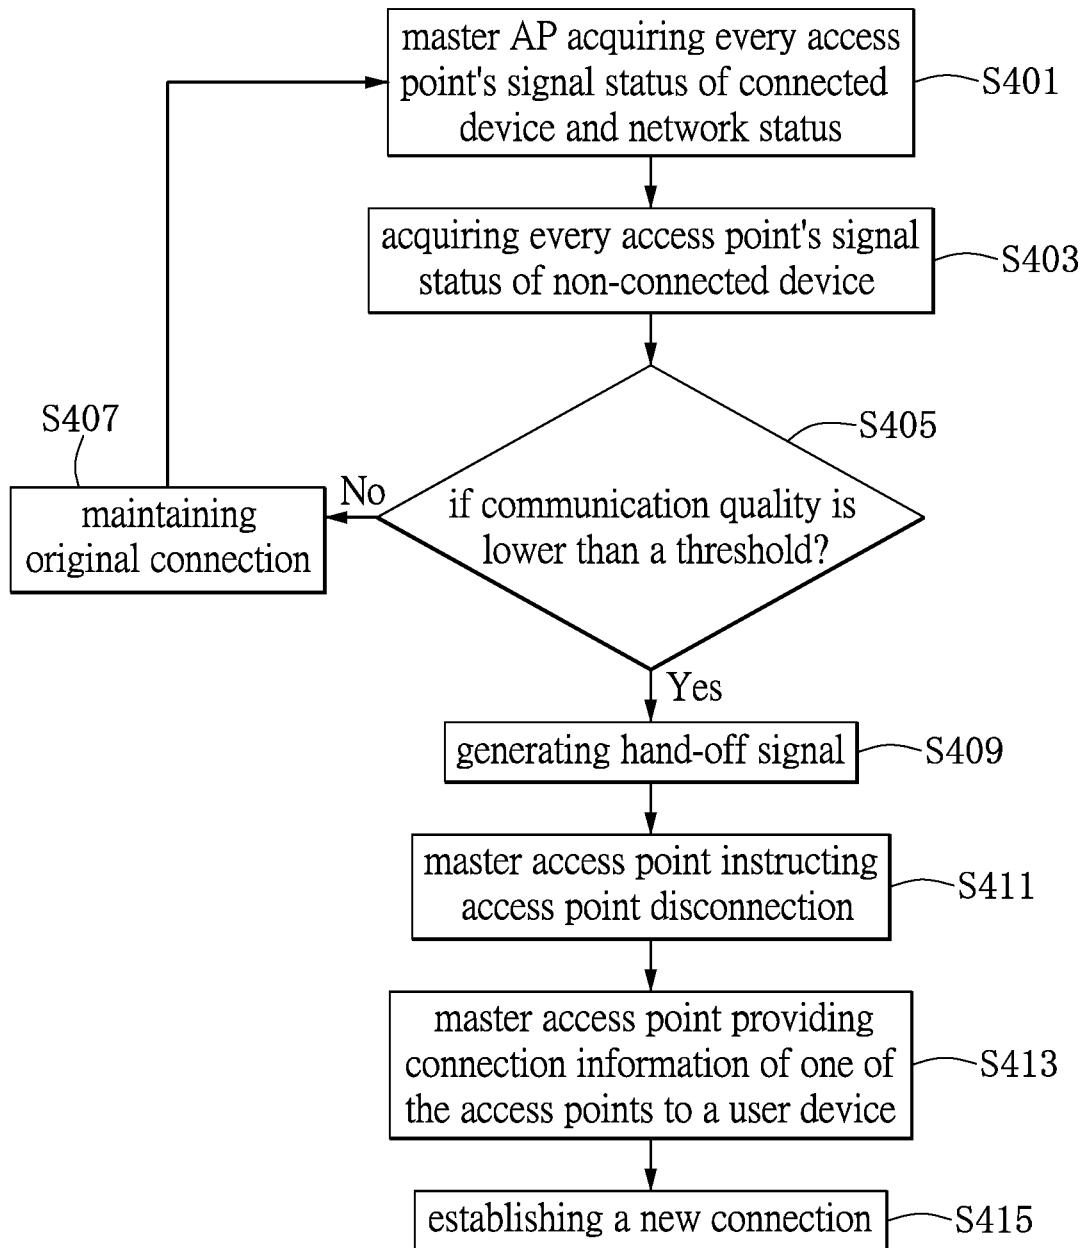 master AP acquiring every access
point's signal status of connected
device and network status
S401
acquiring every access point's signal
status of non-connected device
S403
S405
if communication quality is
lower than a threshold?
No
S407
maintaining
original connection
Yes
generating hand-off signal
S409
master access point instructing
access point disconnection
S411
master access point providing
connection information of one of
the access points to a user device
S413
establishing a new connection
S415